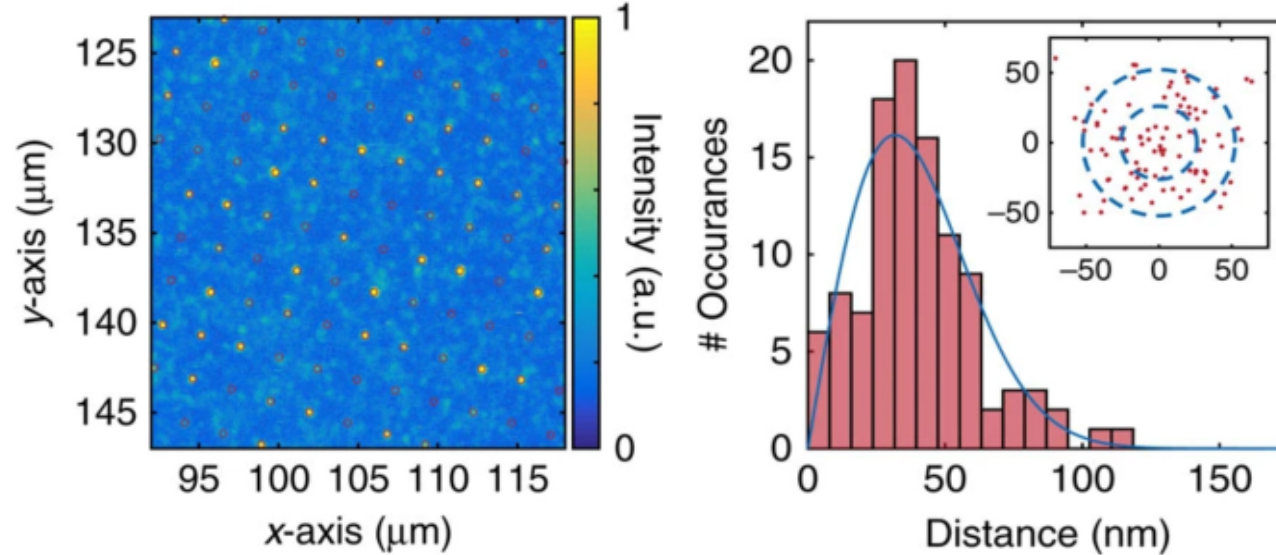 125
130
135
140
145
y-axis (μm)
95 100 105 110 115
x-axis (μm)
1
0
Intensity (a.u.)
20
15
10
5
0
# Occurances
0 50 100 150
Distance (nm)
50
0
−50
−50 0 50